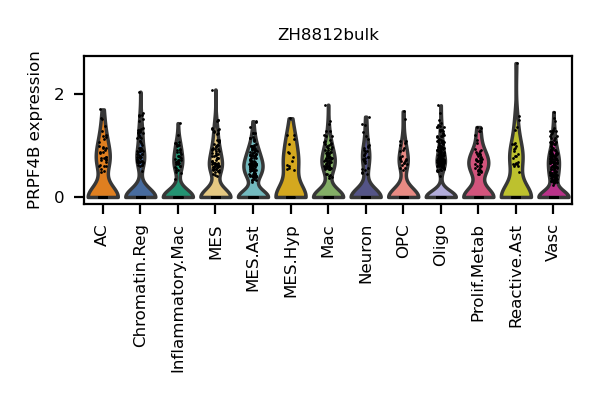 ZH8812bulk
PRPF4B expression
2
0
AC
Chromatin.Reg
Inflammatory.Mac
MES
MES.Ast
MES.Hyp
Mac
Neuron
OPC
Oligo
Prolif.Metab
Reactive.Ast
Vasc